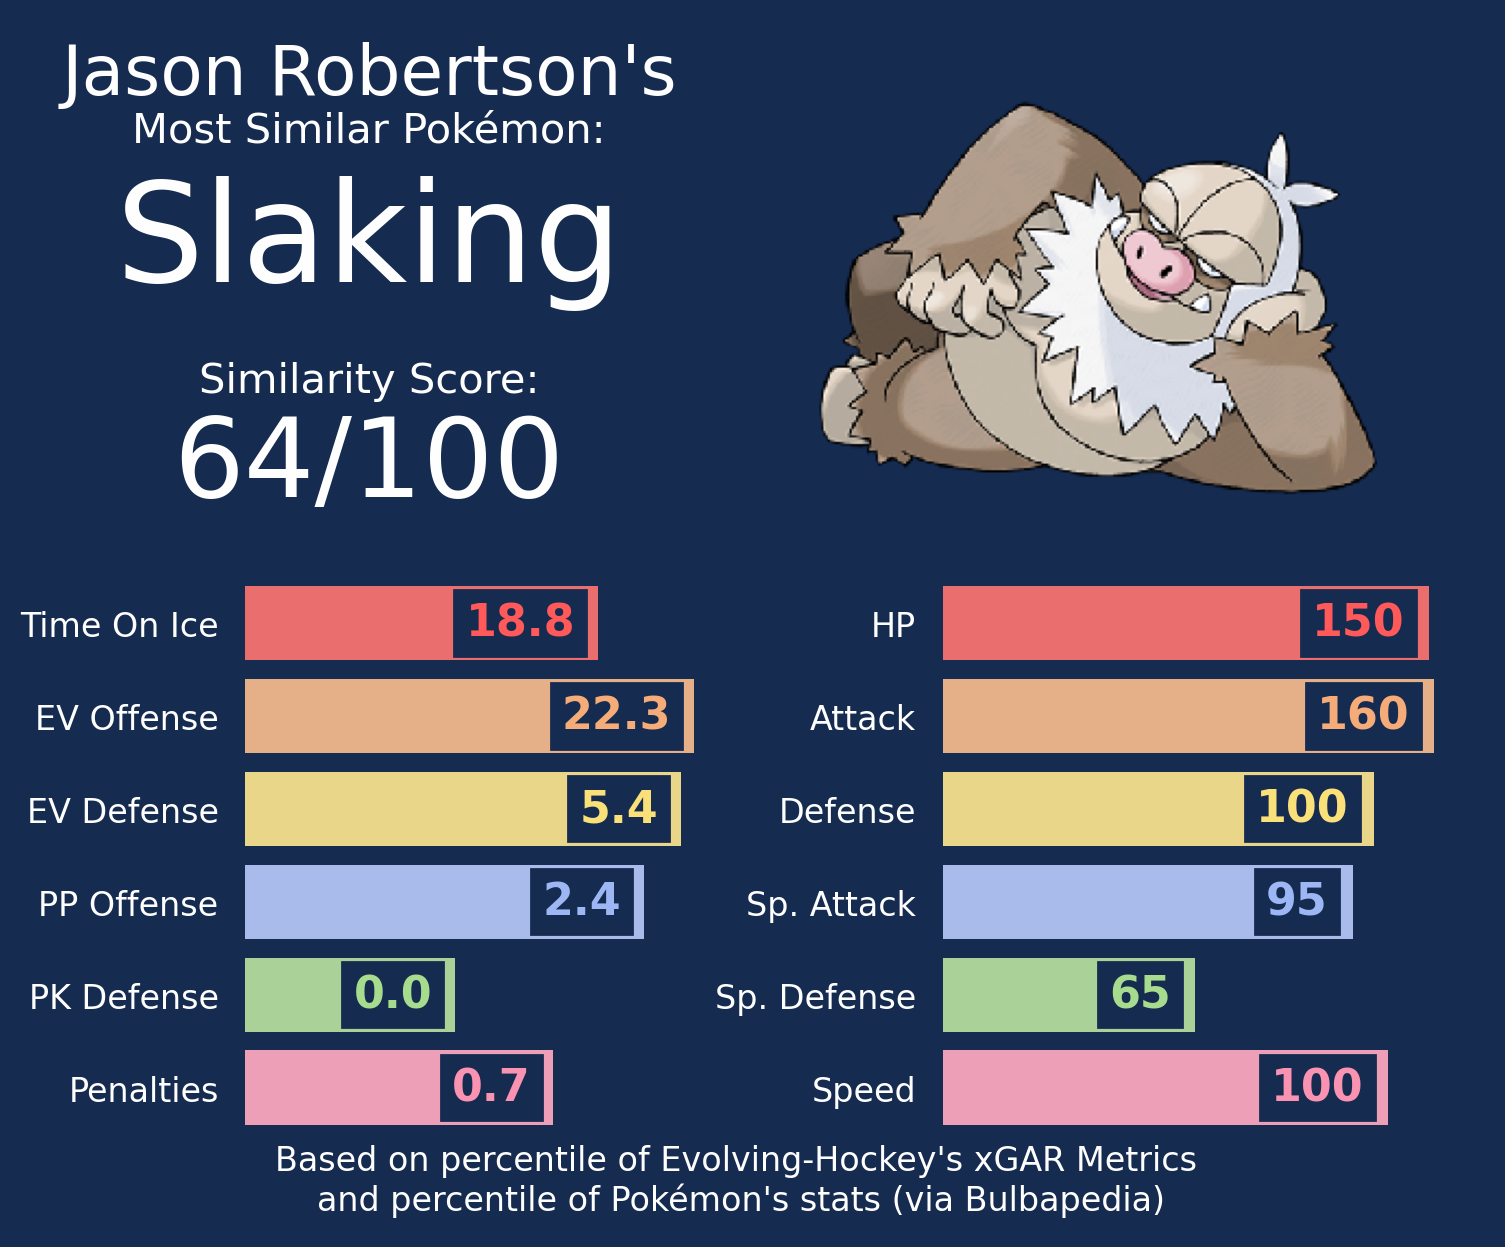 Jason Robertson's
Most Similar Pokémon:
Slaking
Similarity Score:
64/100
Time On Ice 18.8
EV Offense 22.3
EV Defense 5.4
PP Offense 2.4
PK Defense 0.0
Penalties 0.7
HP 150
Attack 160
Defense 100
Sp. Attack 95
Sp. Defense 65
Speed 100
Based on percentile of Evolving-Hockey's xGAR Metrics
and percentile of Pokémon's stats (via Bulbapedia)